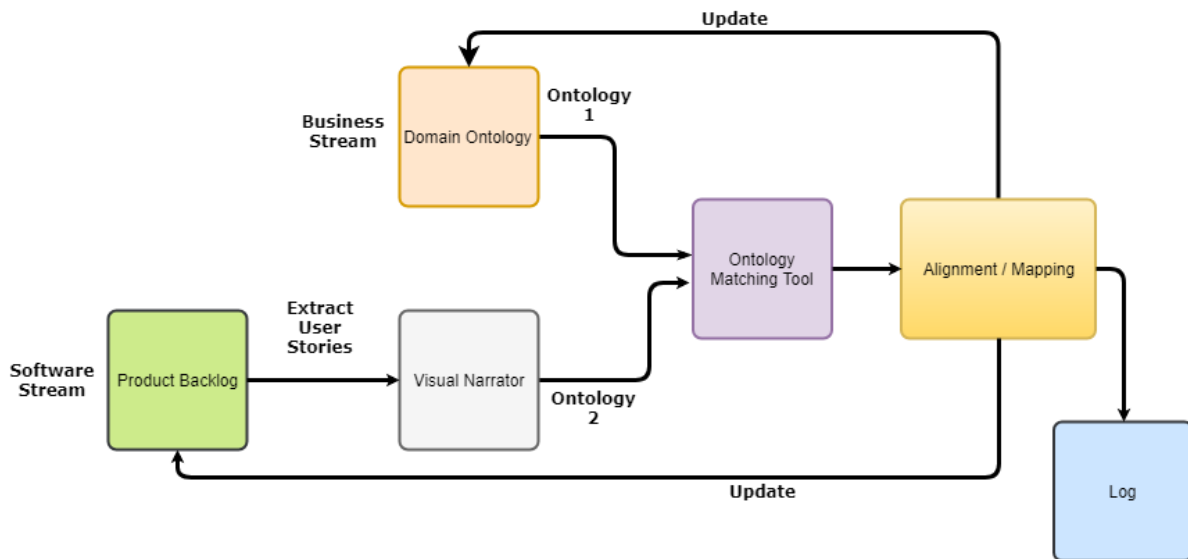 Update
Business
Stream
Domain Ontology
Ontology
1
Ontology
Matching Tool
Alignment / Mapping
Software
Stream
Product Backlog
Extract
User
Stories
Visual Narrator
Ontology
2
Update
Log